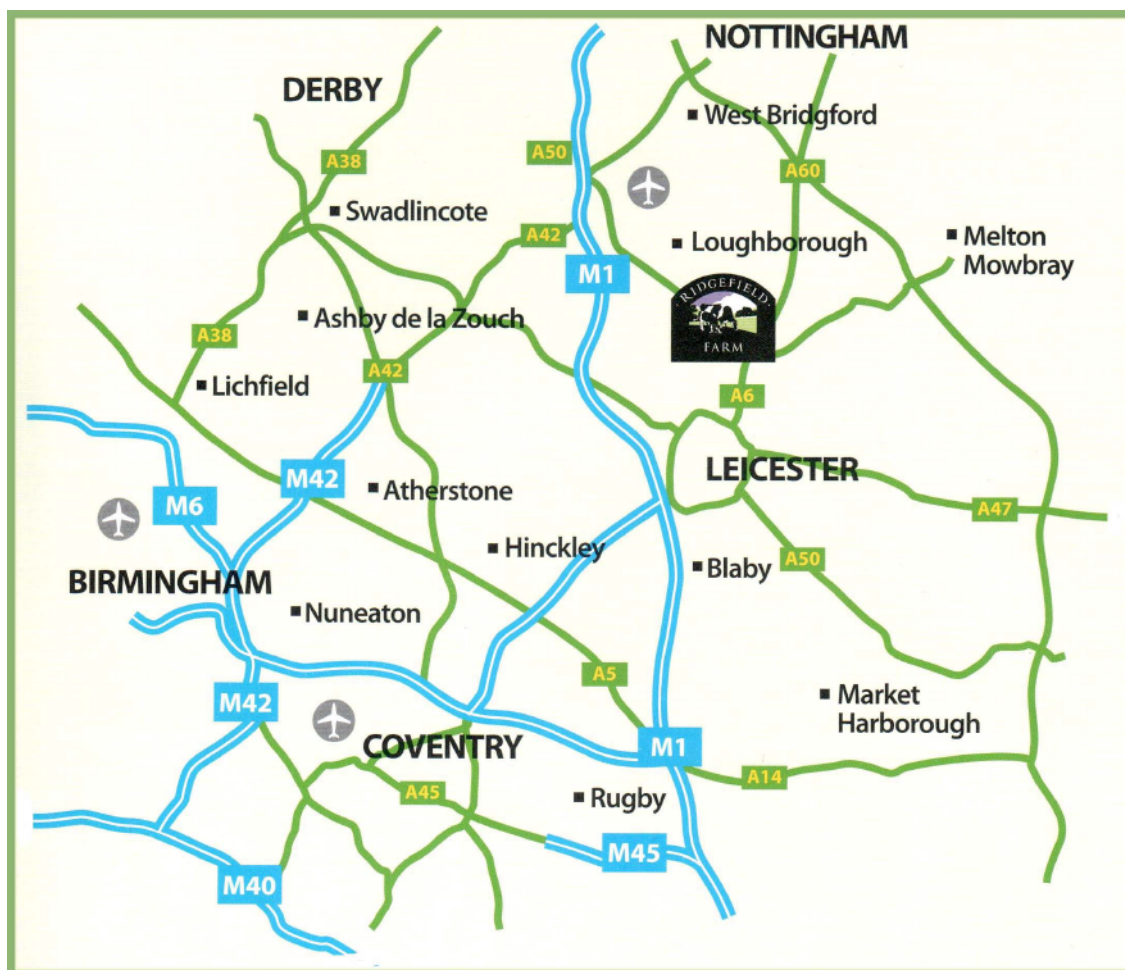 NOTTINGHAM
DERBY
West Bridgford
A50
A38
A60
Swadlincote
A42
Loughborough
Melton
Mowbray
M1
RIDGEFIELD
FARM
Ashby de la Zouch
A38
A42
Lichfield
A6
LEICESTER
M42
Atherstone
M6
A47
Hinckley
A50
Blaby
BIRMINGHAM
Nuneaton
A5
M42
Market
Harborough
COVENTRY
M1
A14
A45
Rugby
M45
M40